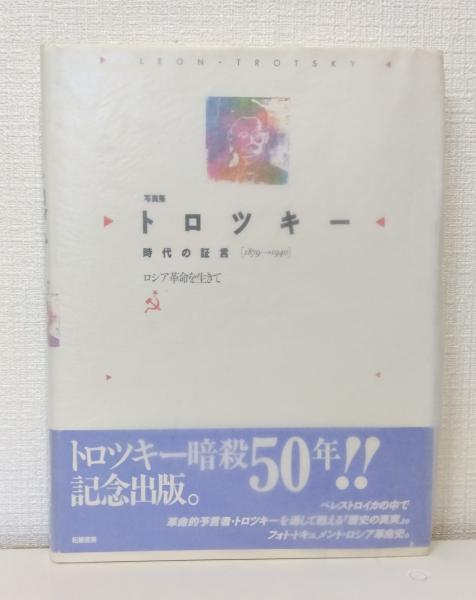 LEON・TROTSKY
写真集
トロツキー
時代の証言 [1879→1940]
ロシア革命を生きて
トロツキー暗殺50年!!
記念出版。
ペレストロイカの中で
革命的予言者・トロツキーを通して甦える「歴史の真実」。
フォト・ドキュメント・ロシア革命史。
柘植書房